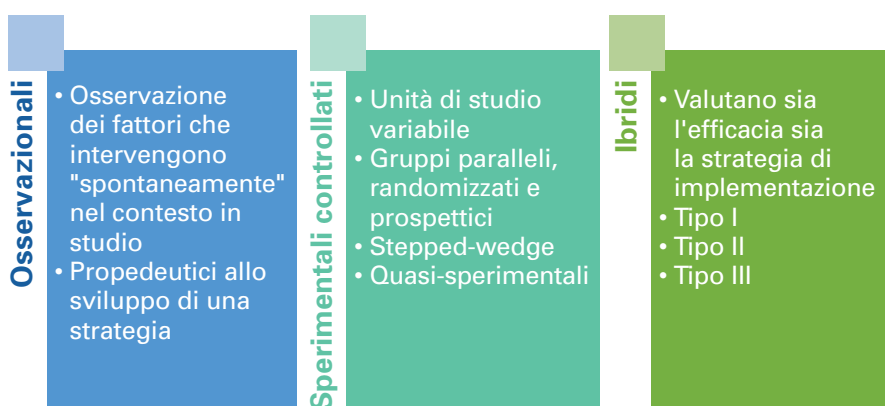 Osservazionali
• Osservazione
dei fattori che
intervengono
"spontaneamente"
nel contesto in
studio
• Propedeutici allo
sviluppo di una
strategia
Sperimentali controllati
• Unità di studio
variabile
• Gruppi paralleli,
randomizzati e
prospettici
• Stepped-wedge
• Quasi-sperimentali
Ibridi
• Valutano sia
l'efficacia sia
la strategia di
implementazione
• Tipo I
• Tipo II
• Tipo III